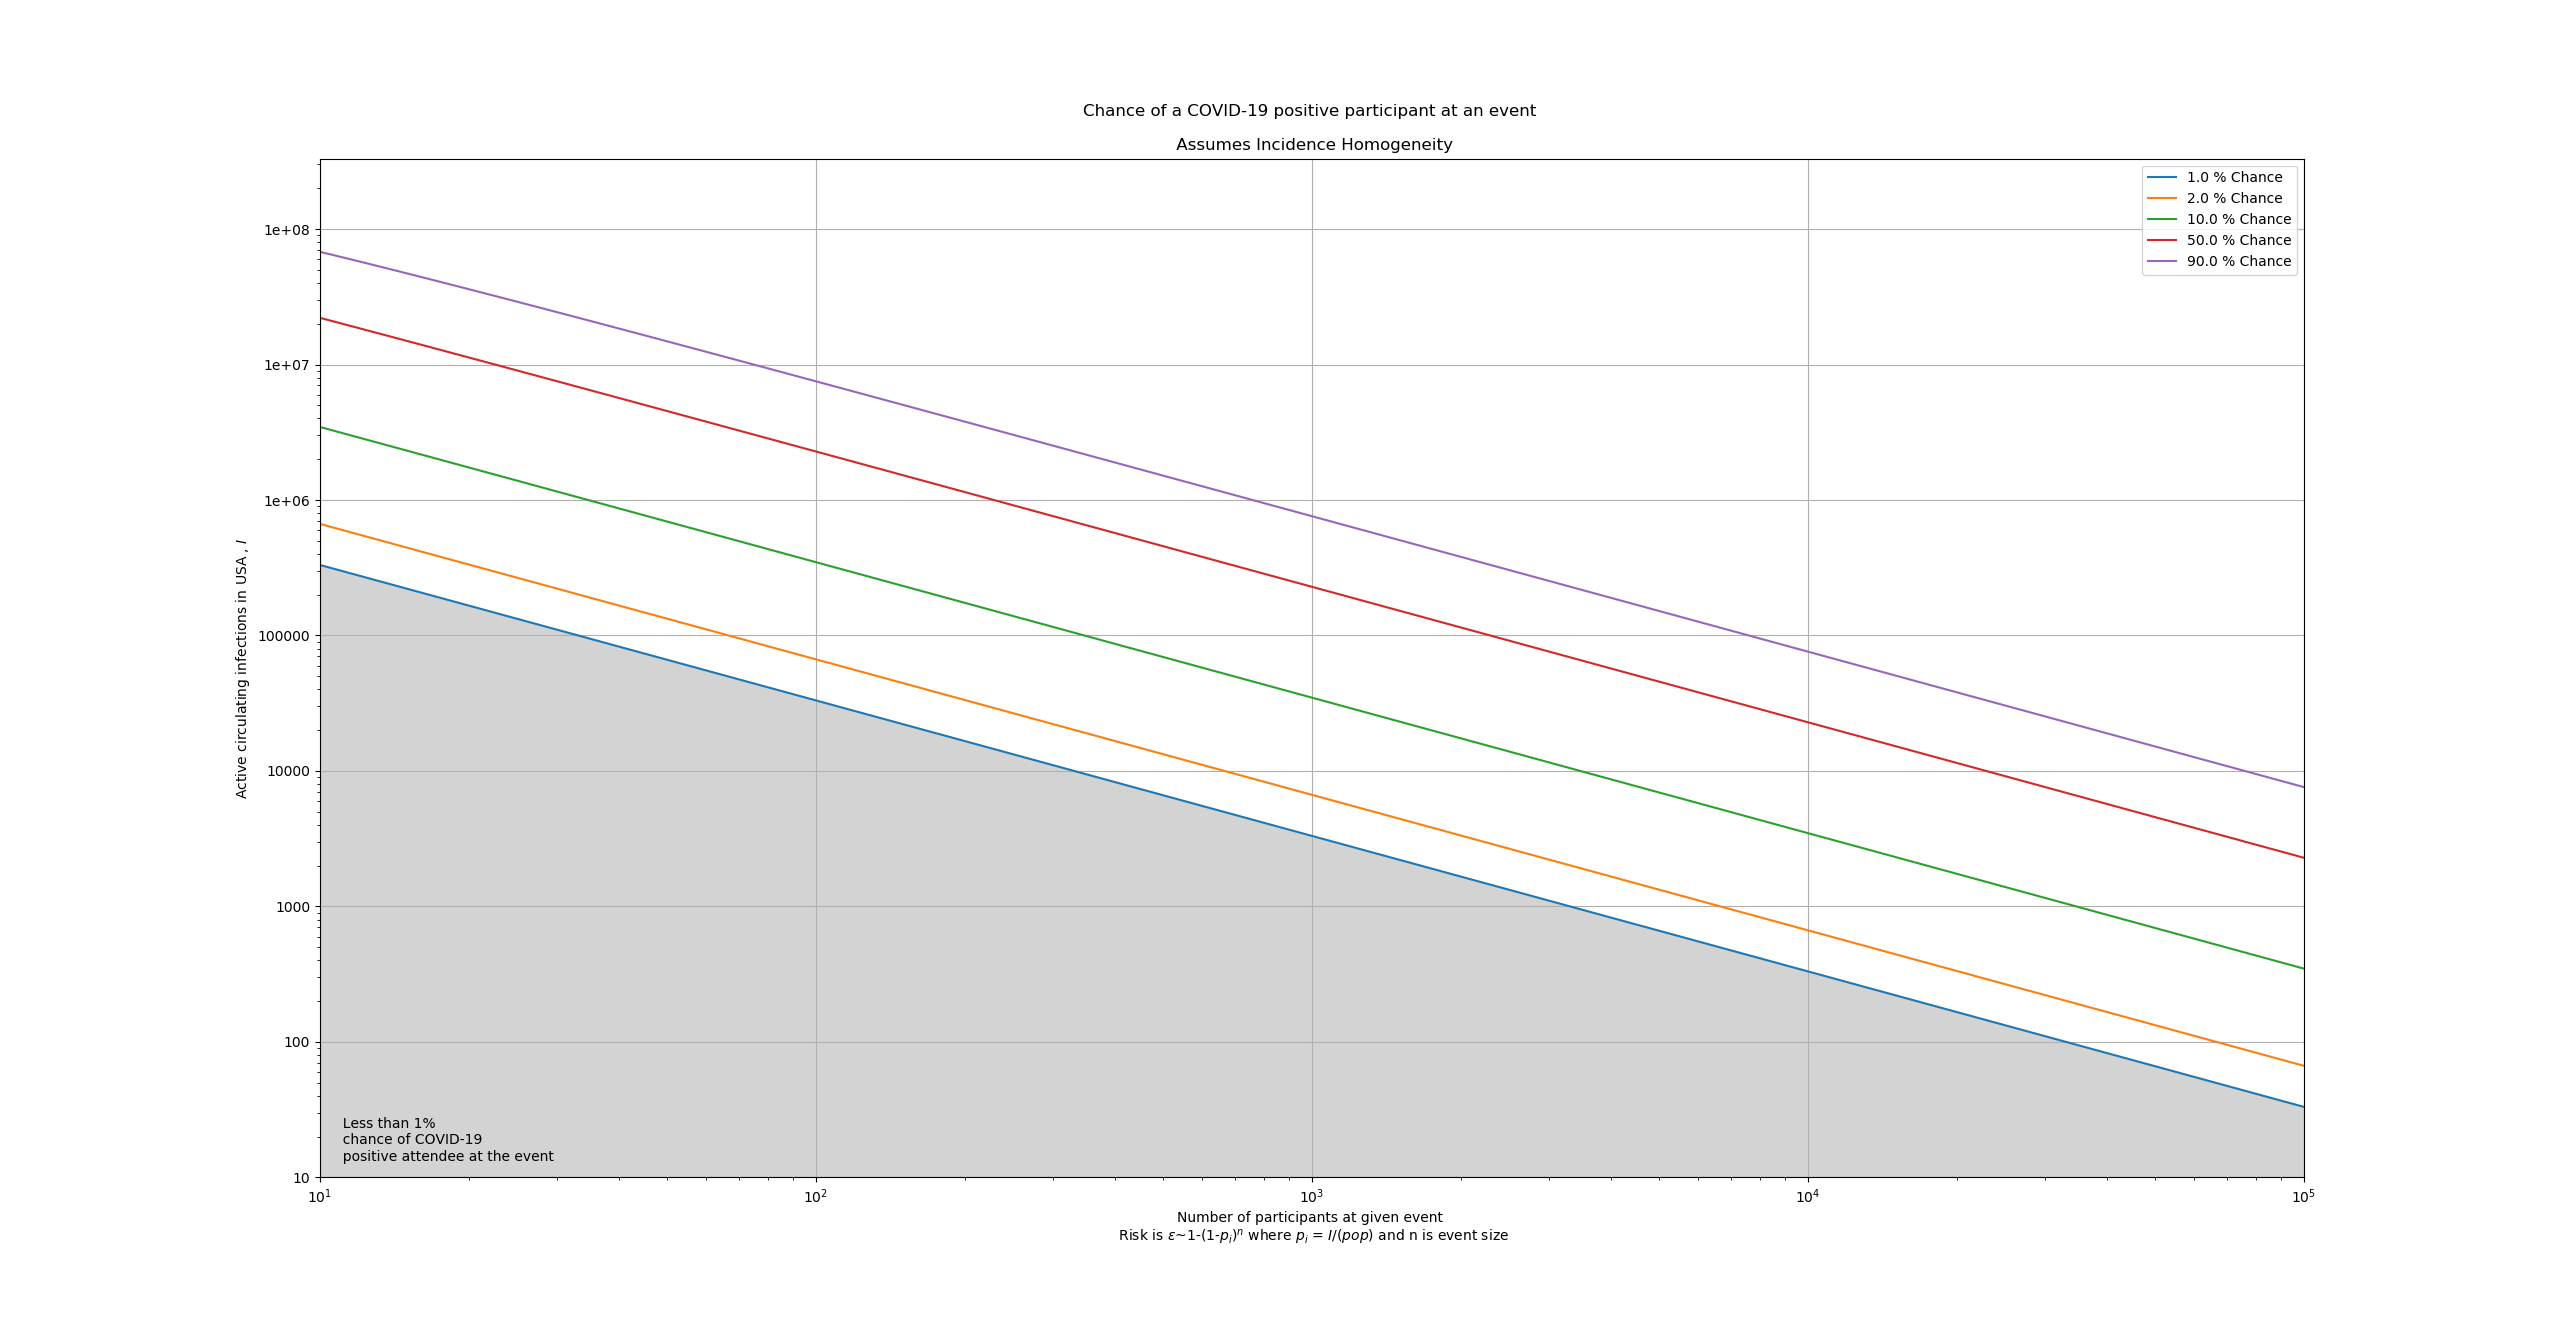 Chance of a COVID-19 positive participant at an event
Assumes Incidence Homogeneity
1.0 % Chance
2.0 % Chance
10.0 % Chance
50.0 % Chance
90.0 % Chance
1e+08
1e+07
1e+06
100000
10000
1000
100
10
Active circulating infections in USA , I
Less than 1%
chance of COVID-19
positive attendee at the event
10¹ 10² 10³ 10⁴ 10⁵
Number of participants at given event
Risk is ε~1-(1-pᵢ)ⁿ where pᵢ = I/(pop) and n is event size